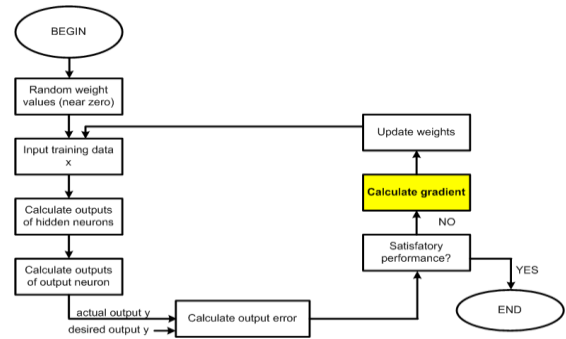 BEGIN
Random weight
values (near zero)
Input training data
x
Calculate outputs
of hidden neurons
Calculate outputs
of output neuron
actual output y
desired output y
Calculate output error
Satisfatory
performance?
NO
Calculate gradient
Update weights
YES
END